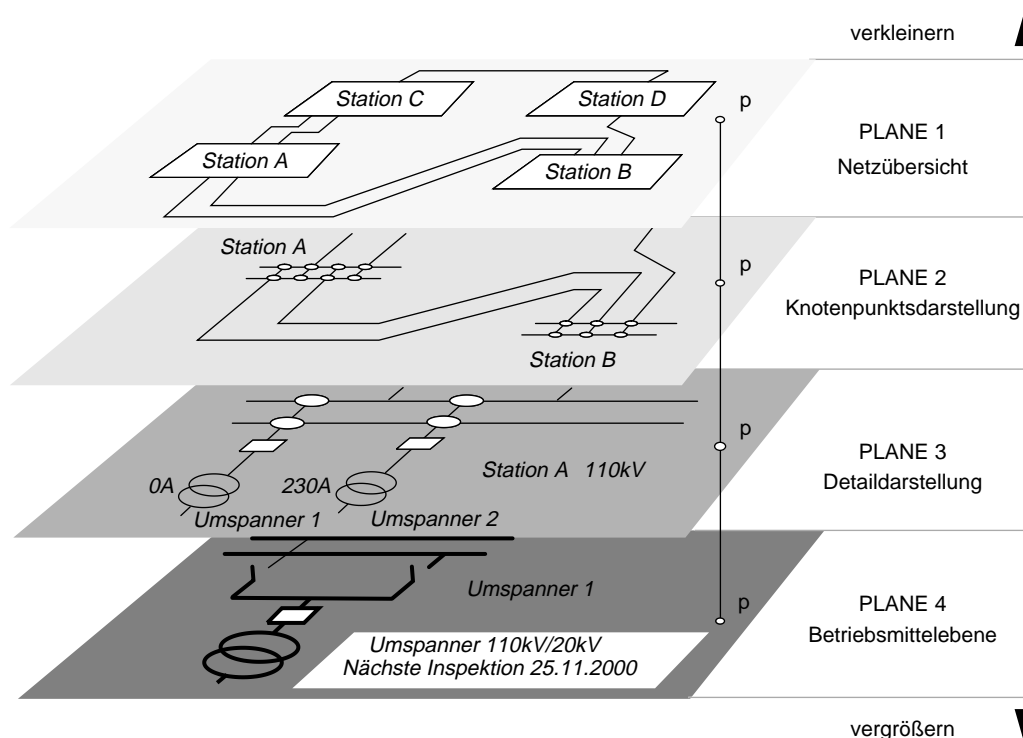 verkleinern
Station C
Station D
p
PLANE 1
Station A
Netzübersicht
Station B
Station A
p
PLANE 2
Knotenpunktsdarstellung
Station B
p
PLANE 3
Station A 110kV
Detaildarstellung
0A
230A
Umspanner 1
Umspanner 2
Umspanner 1
p
PLANE 4
Betriebsmittelebene
Umspanner 110kV/20kV
Nächste Inspektion 25.11.2000
vergrößern